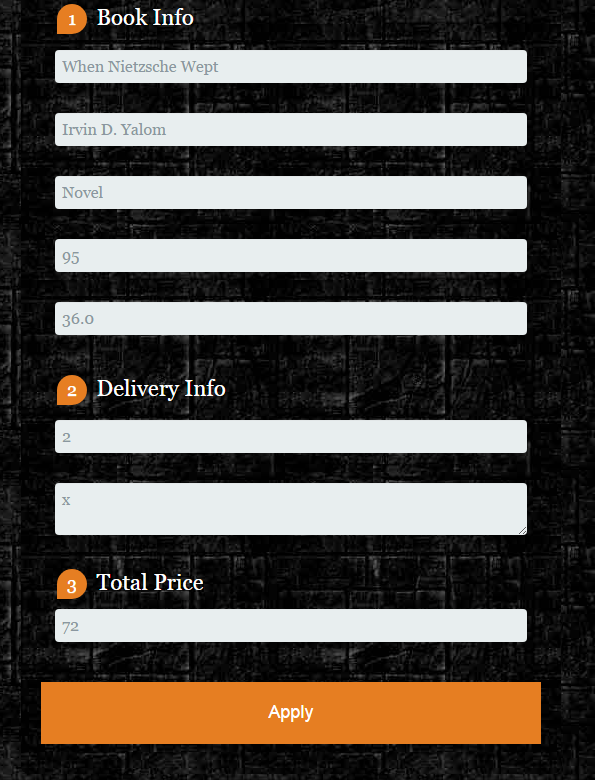 1 Book Info
When Nietzsche Wept
Irvin D. Yalom
Novel
95
36.0
2 Delivery Info
2
x
3 Total Price
72
Apply